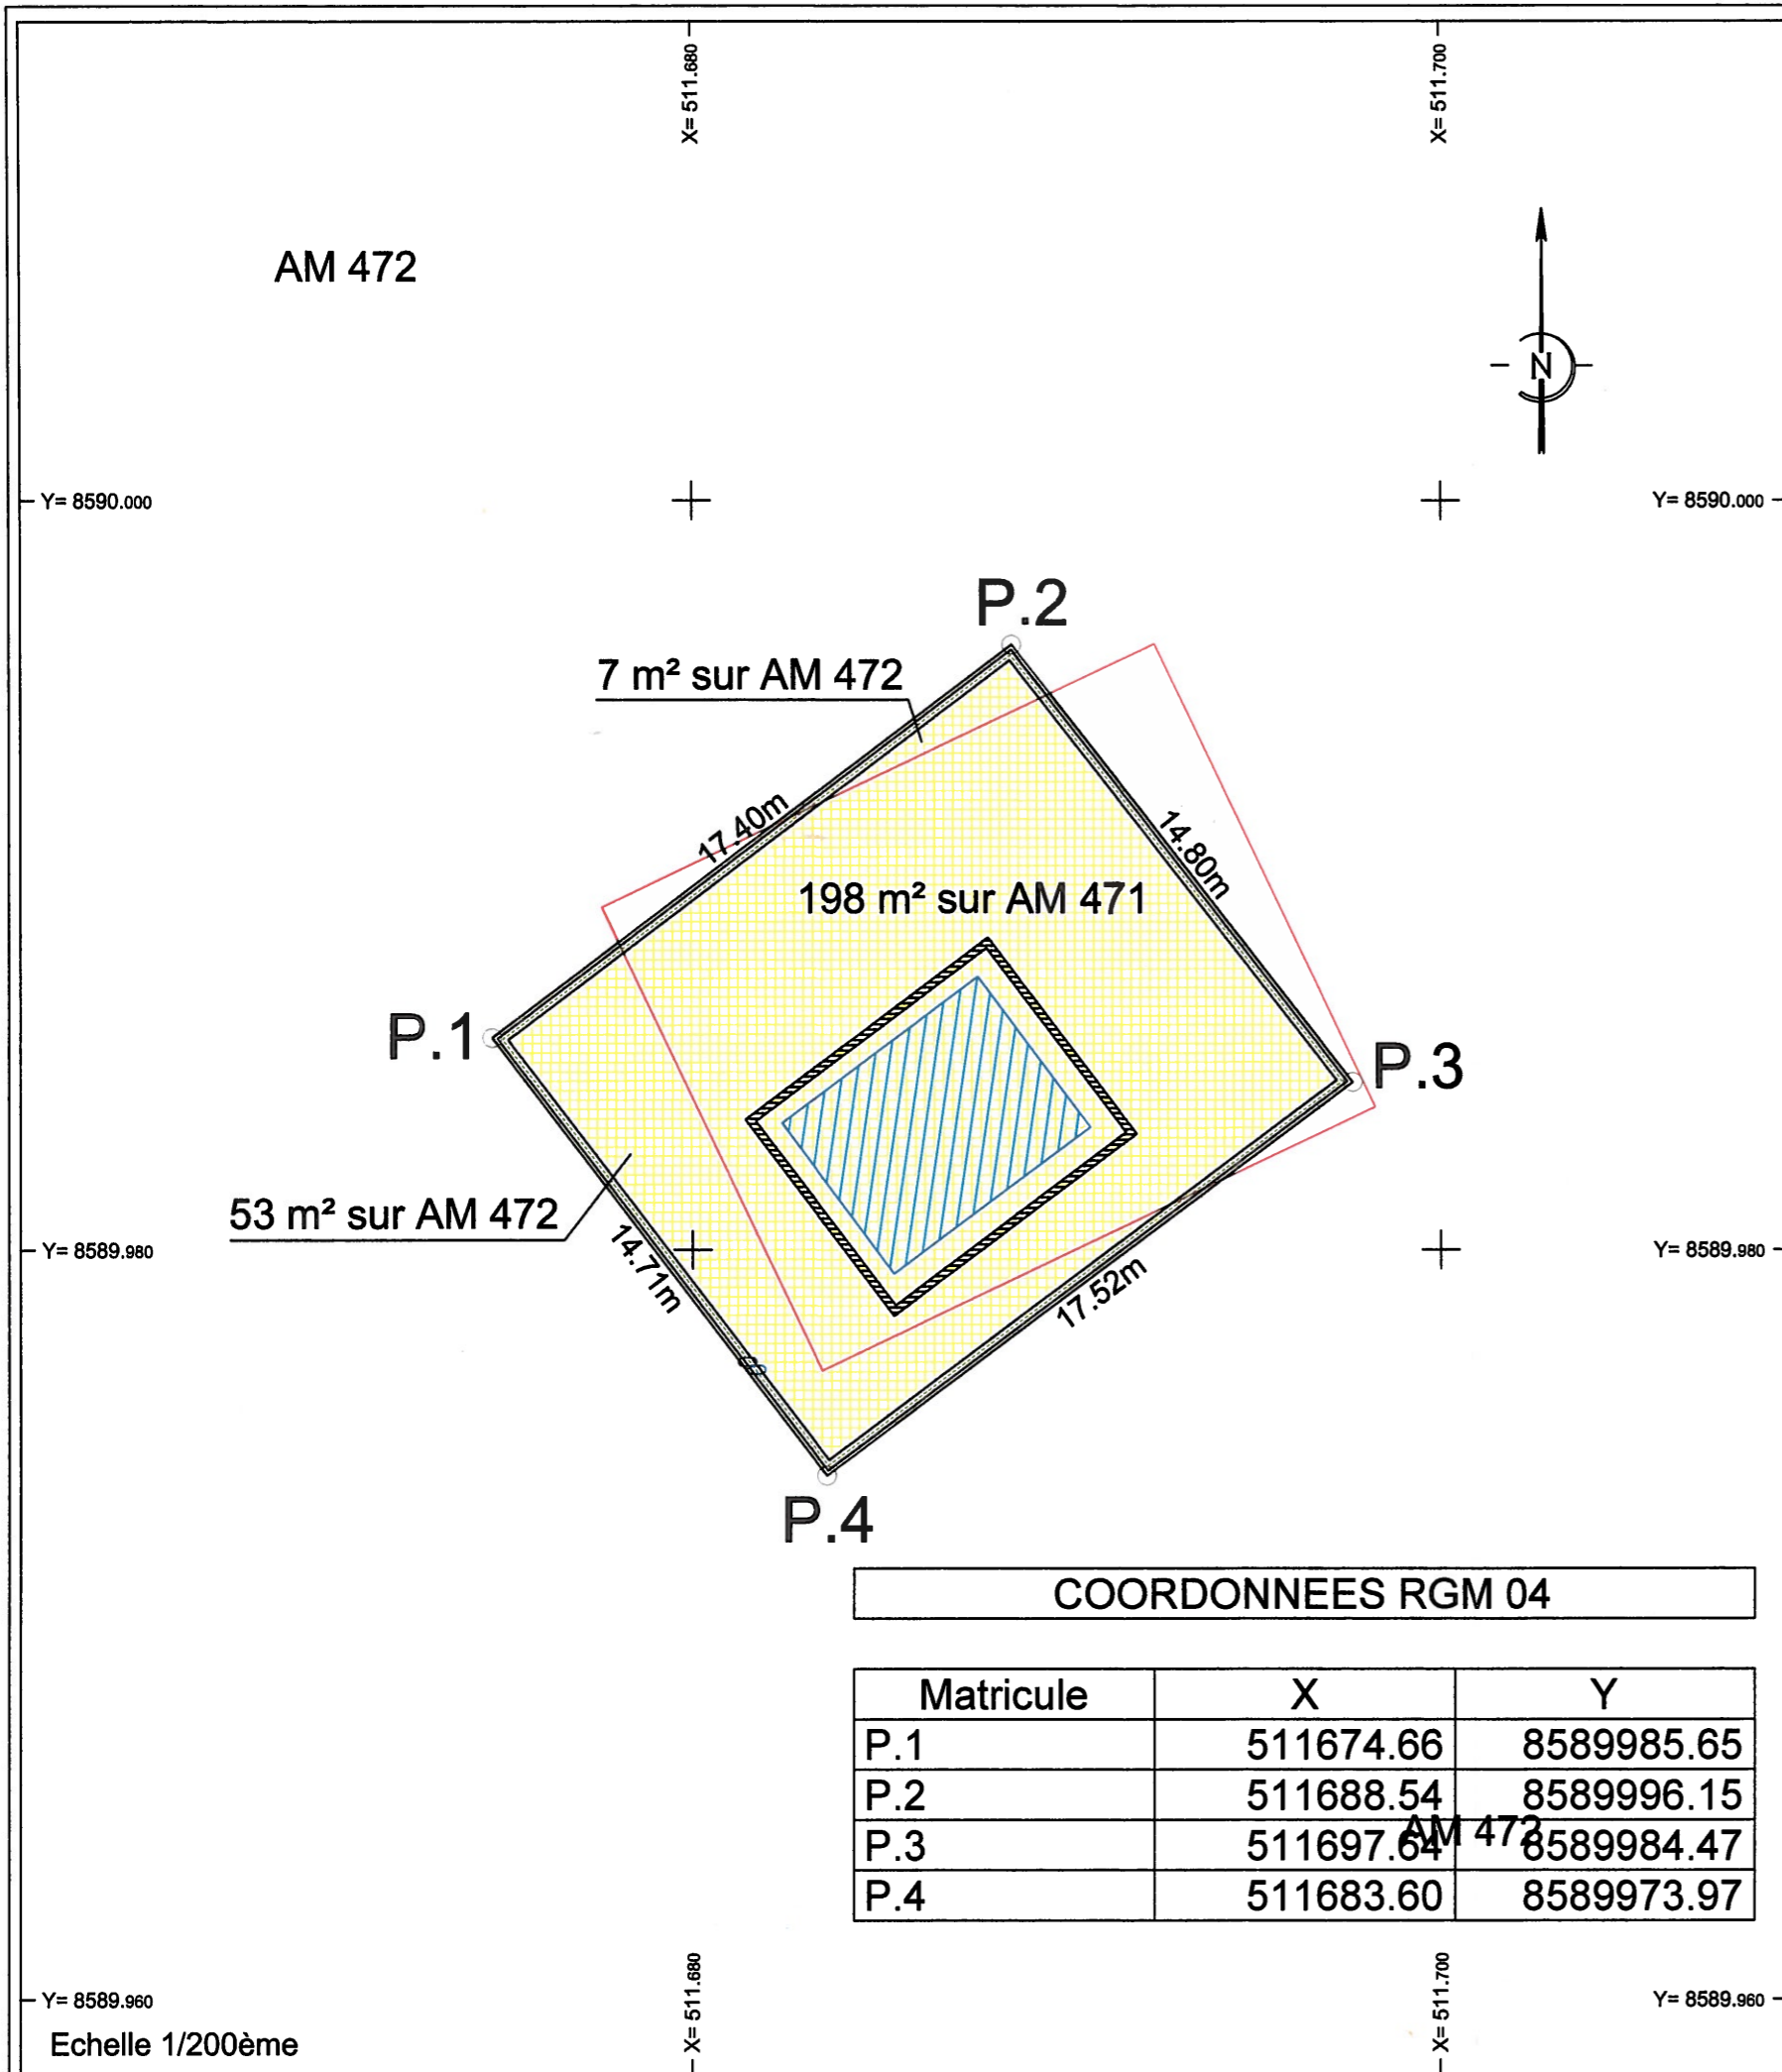 X= 511.680
X= 511.700
AM 472
N
Y= 8590.000
Y= 8590.000
P.2
7 m² sur AM 472
17.40m
14.80m
198 m² sur AM 471
P.1
P.3
53 m² sur AM 472
14.71m
Y= 8589.980
Y= 8589.980
17.52m
P.4
COORDONNEES RGM 04
Matricule X Y
P.1 511674.66 8589985.65
P.2 511688.54 8589996.15
AM 472
P.3 511697.64 8589984.47
P.4 511683.60 8589973.97
X= 511.680
X= 511.700
Y= 8589.960
Y= 8589.960
Echelle 1/200ème